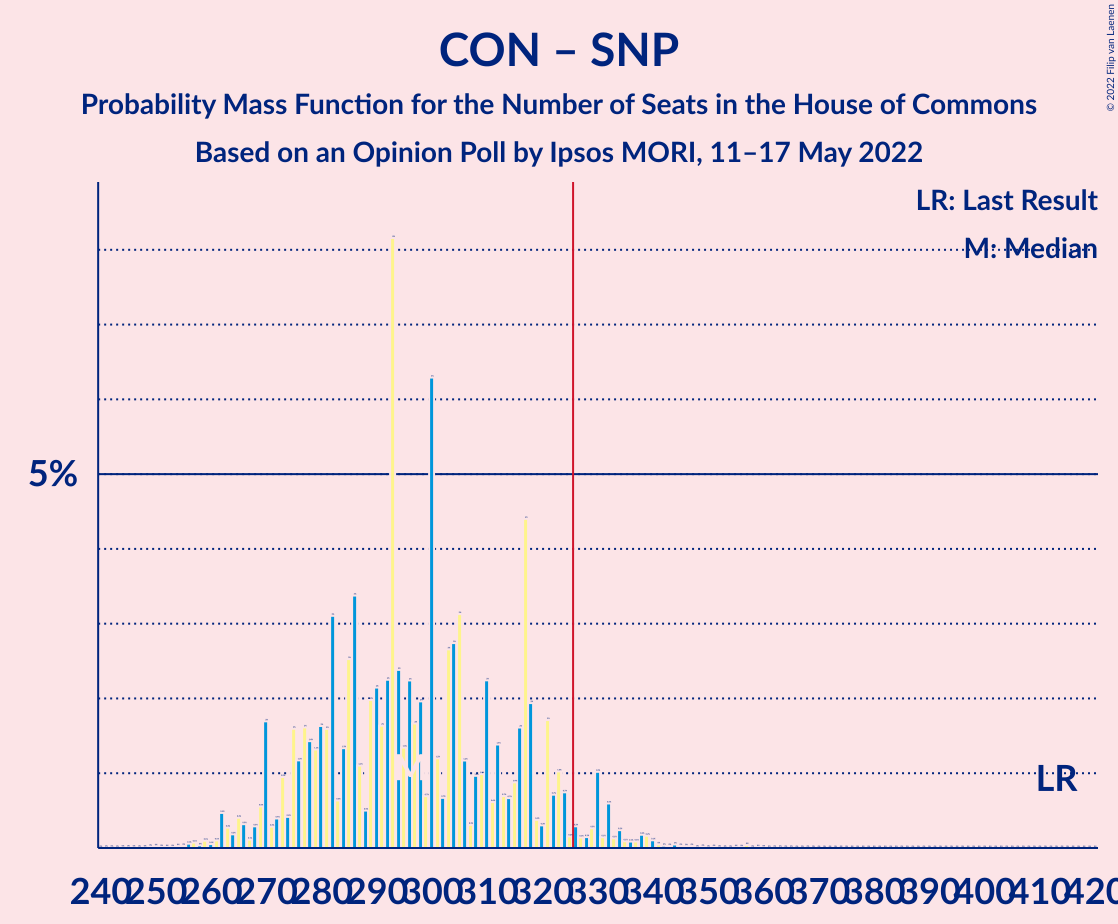 CON – SNP
Probability Mass Function for the Number of Seats in the House of Commons
Based on an Opinion Poll by Ipsos MORI, 11–17 May 2022
© 2022 Filip van Laenen
LR: Last Result
M: Median
5%
M
LR
240 250 260 270 280 290 300 310 320 330 340 350 360 370 380 390 400 410 420